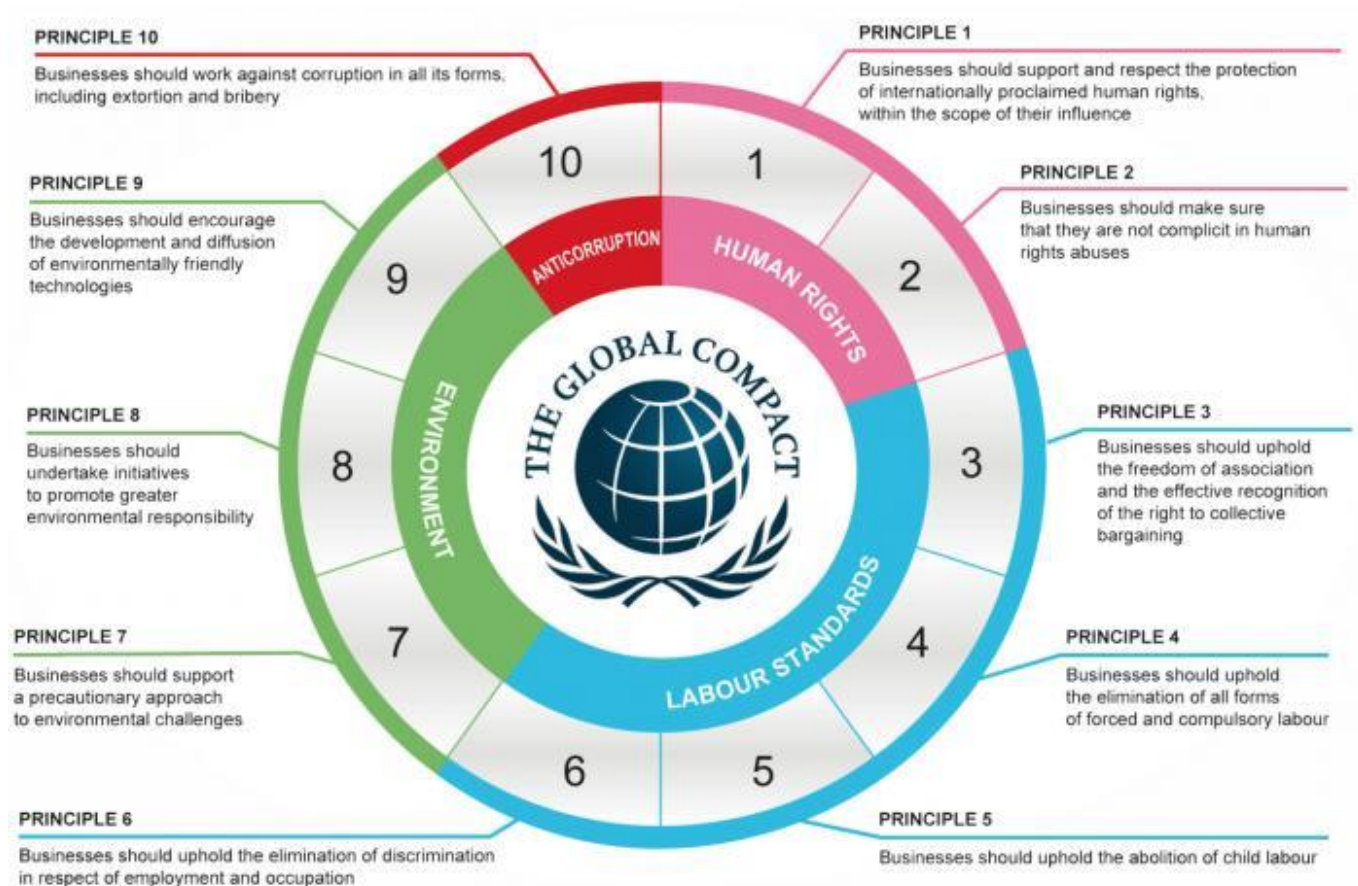 PRINCIPLE 10
Businesses should work against corruption in all its forms,
including extortion and bribery
PRINCIPLE 1
Businesses should support and respect the protection
of internationally proclaimed human rights,
within the scope of their influence
PRINCIPLE 9
Businesses should encourage
the development and diffusion
of environmentally friendly
technologies
PRINCIPLE 2
Businesses should make sure
that they are not complicit in human
rights abuses
PRINCIPLE 8
Businesses should
undertake initiatives
to promote greater
environmental responsibility
PRINCIPLE 3
Businesses should uphold
the freedom of association
and the effective recognition
of the right to collective
bargaining
PRINCIPLE 7
Businesses should support
a precautionary approach
to environmental challenges
PRINCIPLE 4
Businesses should uphold
the elimination of all forms
of forced and compulsory labour
PRINCIPLE 6
Businesses should uphold the elimination of discrimination
in respect of employment and occupation
PRINCIPLE 5
Businesses should uphold the abolition of child labour
10
1
2
3
4
5
6
7
8
9
ANTICORRUPTION
HUMAN RIGHTS
LABOUR STANDARDS
ENVIRONMENT
THE GLOBAL COMPACT